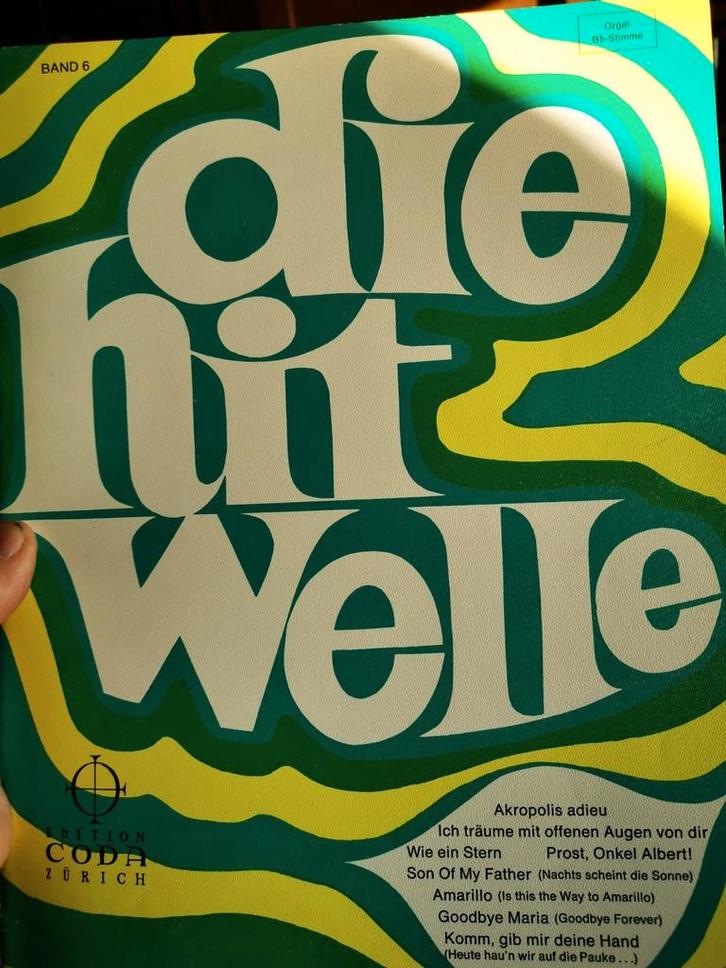 BAND 6
Orgel
Bb-Stimme
die
hit
Welle
EDITION
CODA
ZÜRICH
Akropolis adieu
Ich träume mit offenen Augen von dir
Wie ein Stern Prost, Onkel Albert!
Son Of My Father (Nachts scheint die Sonne)
Amarillo (Is this the Way to Amarillo)
Goodbye Maria (Goodbye Forever)
Komm, gib mir deine Hand
(Heute hau'n wir auf die Pauke ...)